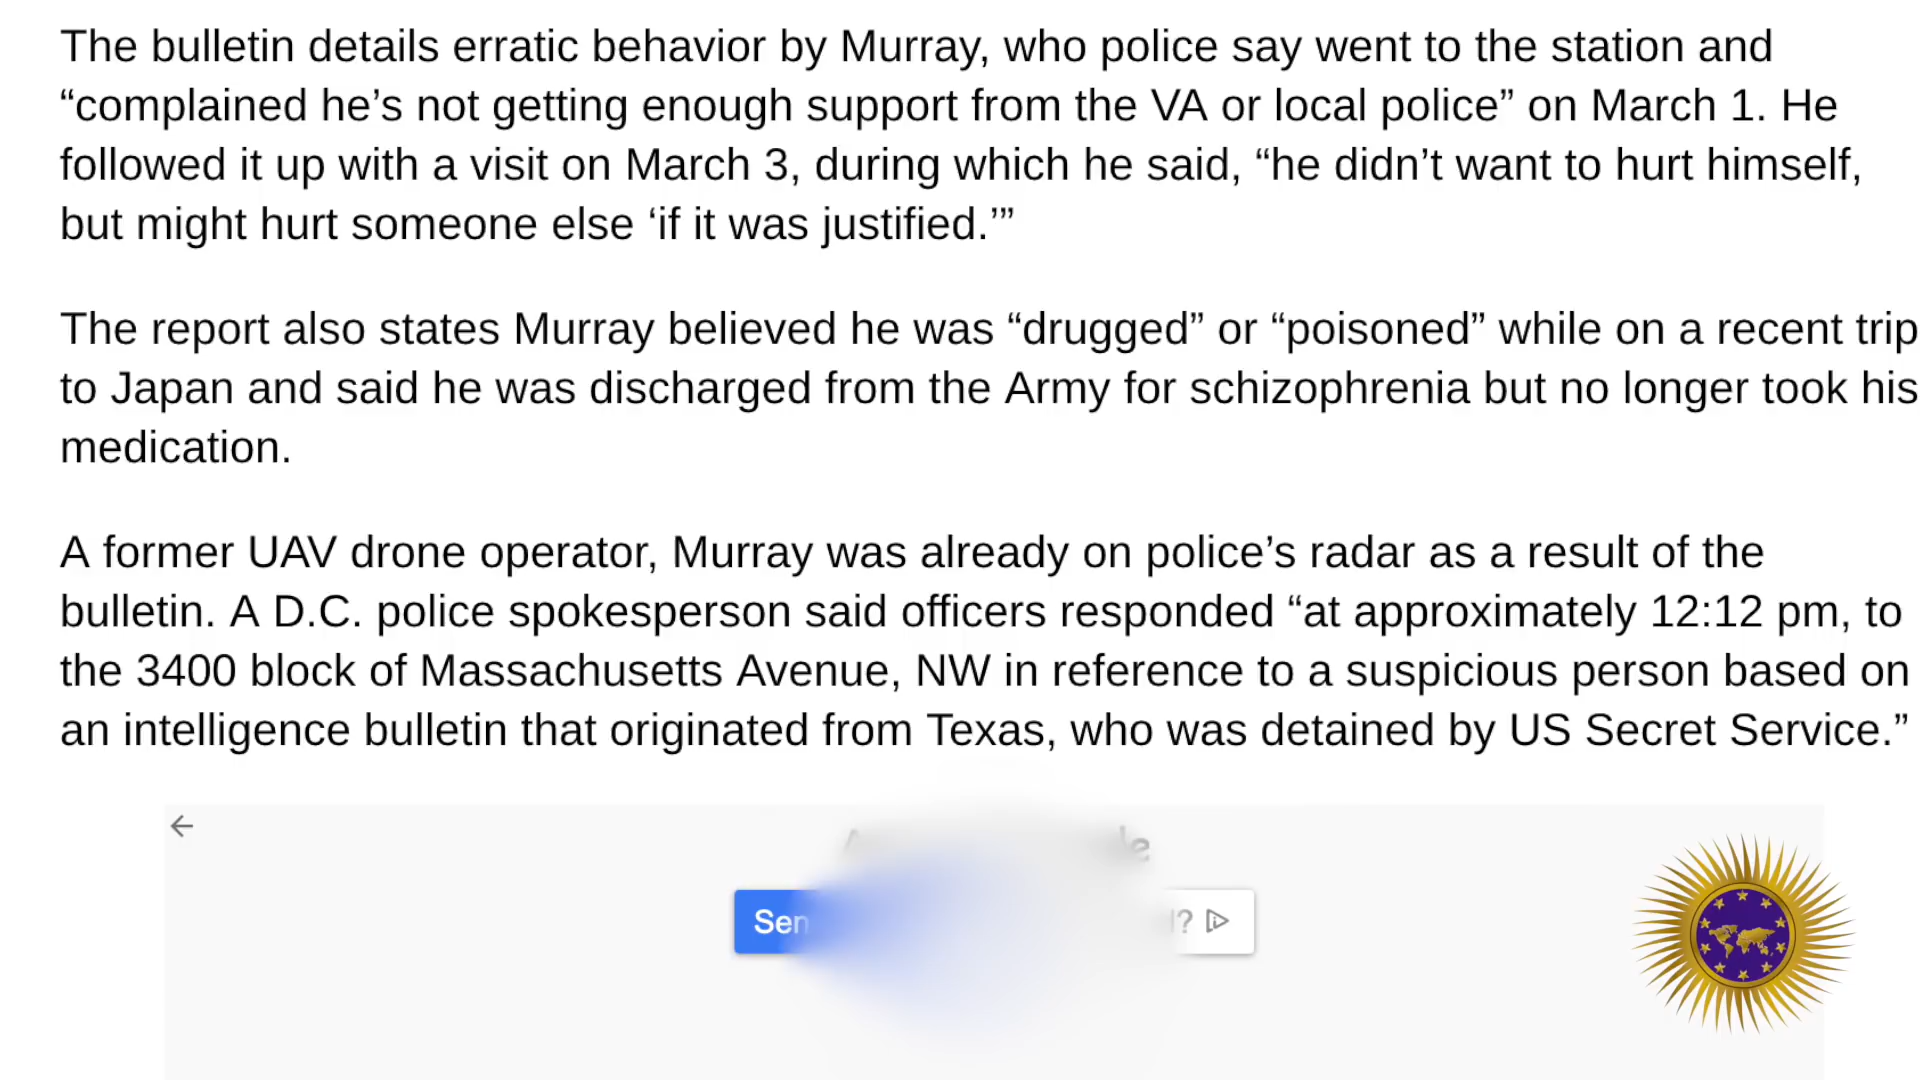 The bulletin details erratic behavior by Murray, who police say went to the station and
“complained he’s not getting enough support from the VA or local police” on March 1. He
followed it up with a visit on March 3, during which he said, “he didn’t want to hurt himself,
but might hurt someone else ‘if it was justified.’”
The report also states Murray believed he was “drugged” or “poisoned” while on a recent trip
to Japan and said he was discharged from the Army for schizophrenia but no longer took his
medication.
A former UAV drone operator, Murray was already on police’s radar as a result of the
bulletin. A D.C. police spokesperson said officers responded “at approximately 12:12 pm, to
the 3400 block of Massachusetts Avenue, NW in reference to a suspicious person based on
an intelligence bulletin that originated from Texas, who was detained by US Secret Service.”